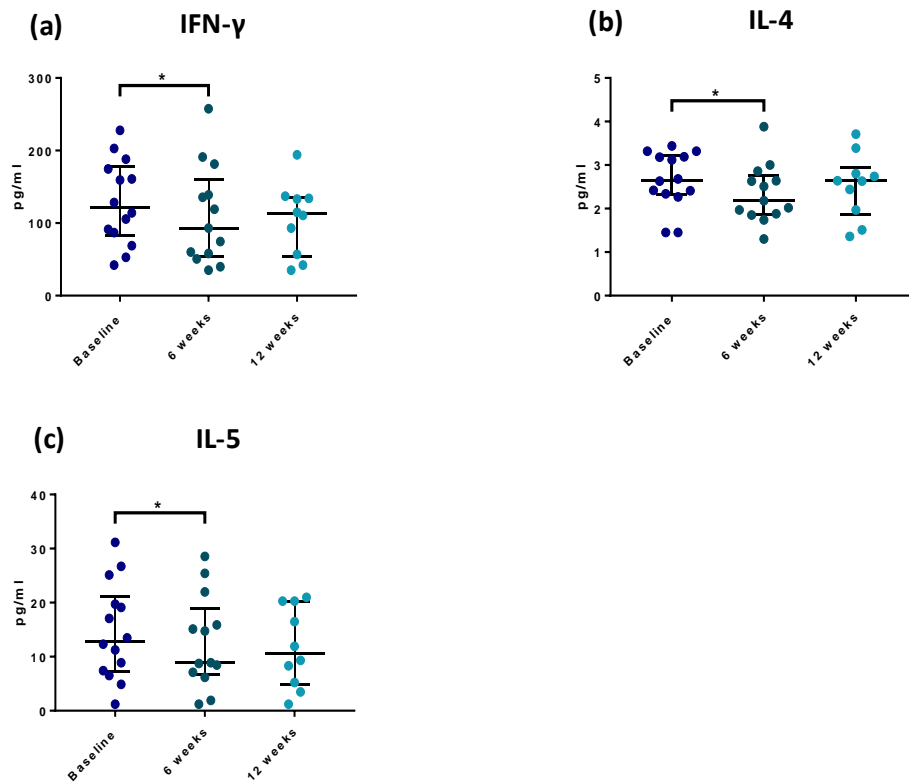 (a) IFN-γ
*
300
200
100
0
pg/ml
Baseline
6 weeks
12 weeks
(b) IL-4
*
5
4
3
2
1
0
pg/ml
Baseline
6 weeks
12 weeks
(c) IL-5
*
40
30
20
10
0
pg/ml
Baseline
6 weeks
12 weeks